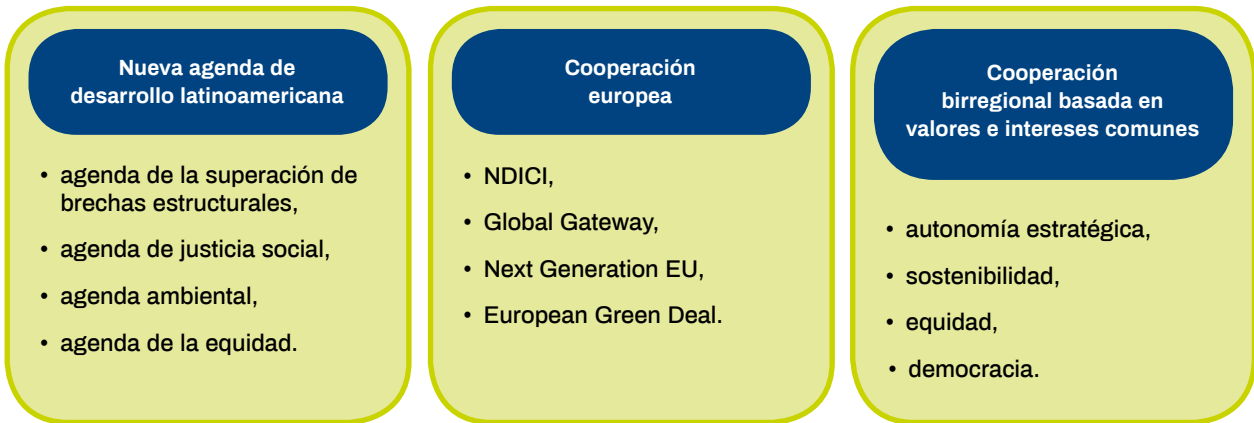 Nueva agenda de
desarrollo latinoamericana
• agenda de la superación de
brechas estructurales,
• agenda de justicia social,
• agenda ambiental,
• agenda de la equidad.
Cooperación
europea
• NDICI,
• Global Gateway,
• Next Generation EU,
• European Green Deal.
Cooperación
birregional basada en
valores e intereses comunes
• autonomía estratégica,
• sostenibilidad,
• equidad,
• democracia.